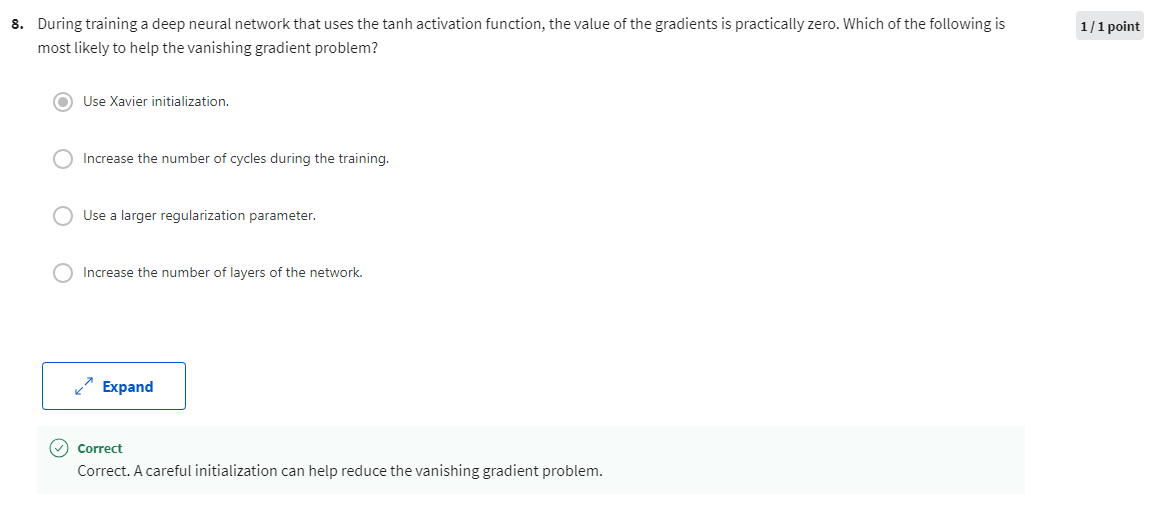 8. During training a deep neural network that uses the tanh activation function, the value of the gradients is practically zero. Which of the following is
1 / 1 point
most likely to help the vanishing gradient problem?
Use Xavier initialization.
Increase the number of cycles during the training.
Use a larger regularization parameter.
Increase the number of layers of the network.
Expand
Correct
Correct. A careful initialization can help reduce the vanishing gradient problem.